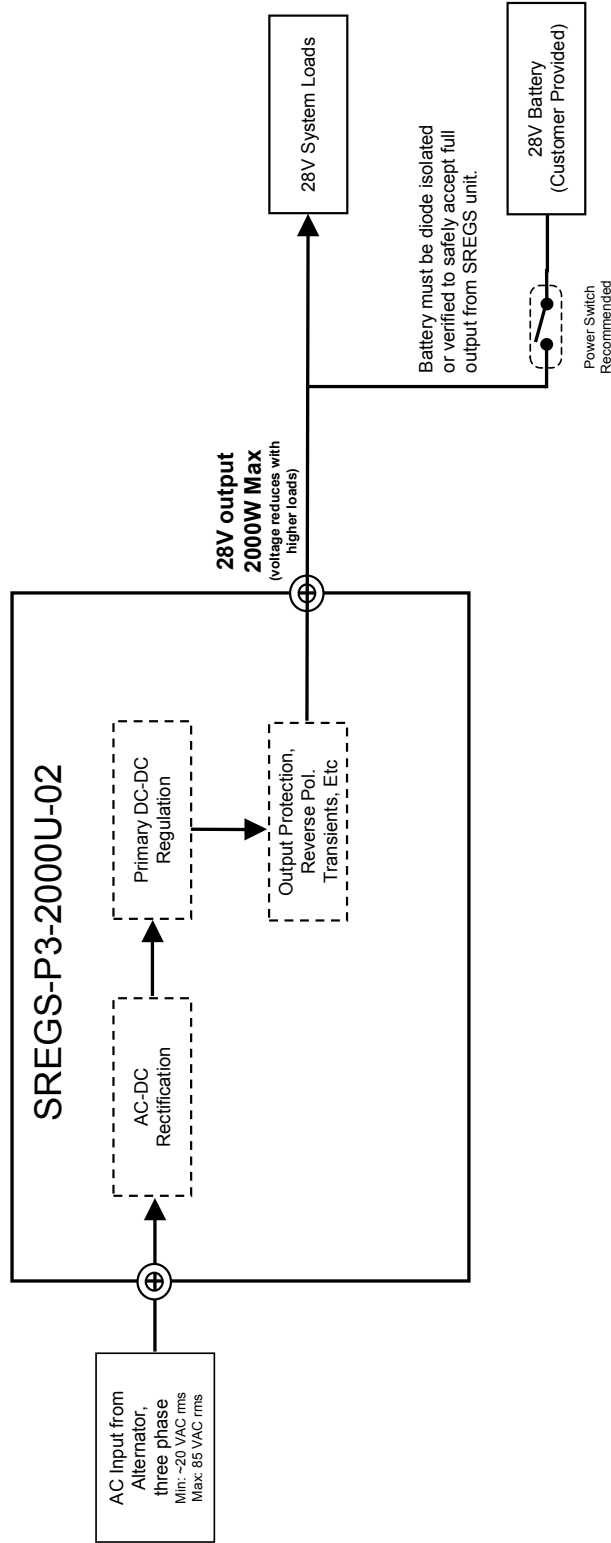 SREGS-P3-2000U-02
AC Input from
Alternator,
three phase
Min: ~20 VAC rms
Max: 85 VAC rms
AC-DC
Rectification
Primary DC-DC
Regulation
Output Protection,
Reverse Pol.
Transients, Etc
28V output
2000W Max
(voltage reduces with
higher loads)
28V System Loads
Battery must be diode isolated
or verified to safely accept full
output from SREGS unit.
Power Switch
Recommended
28V Battery
(Customer Provided)